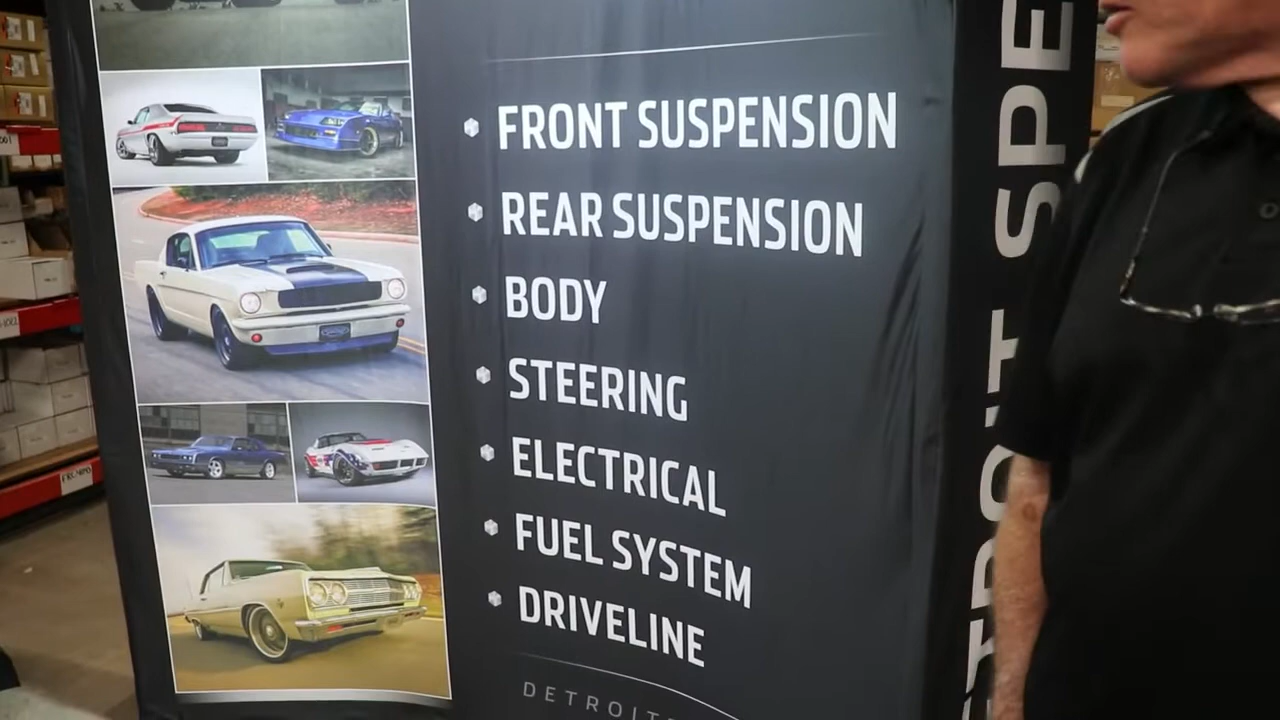 FRONT SUSPENSION
REAR SUSPENSION
BODY
STEERING
ELECTRICAL
FUEL SYSTEM
DRIVELINE
DETROIT